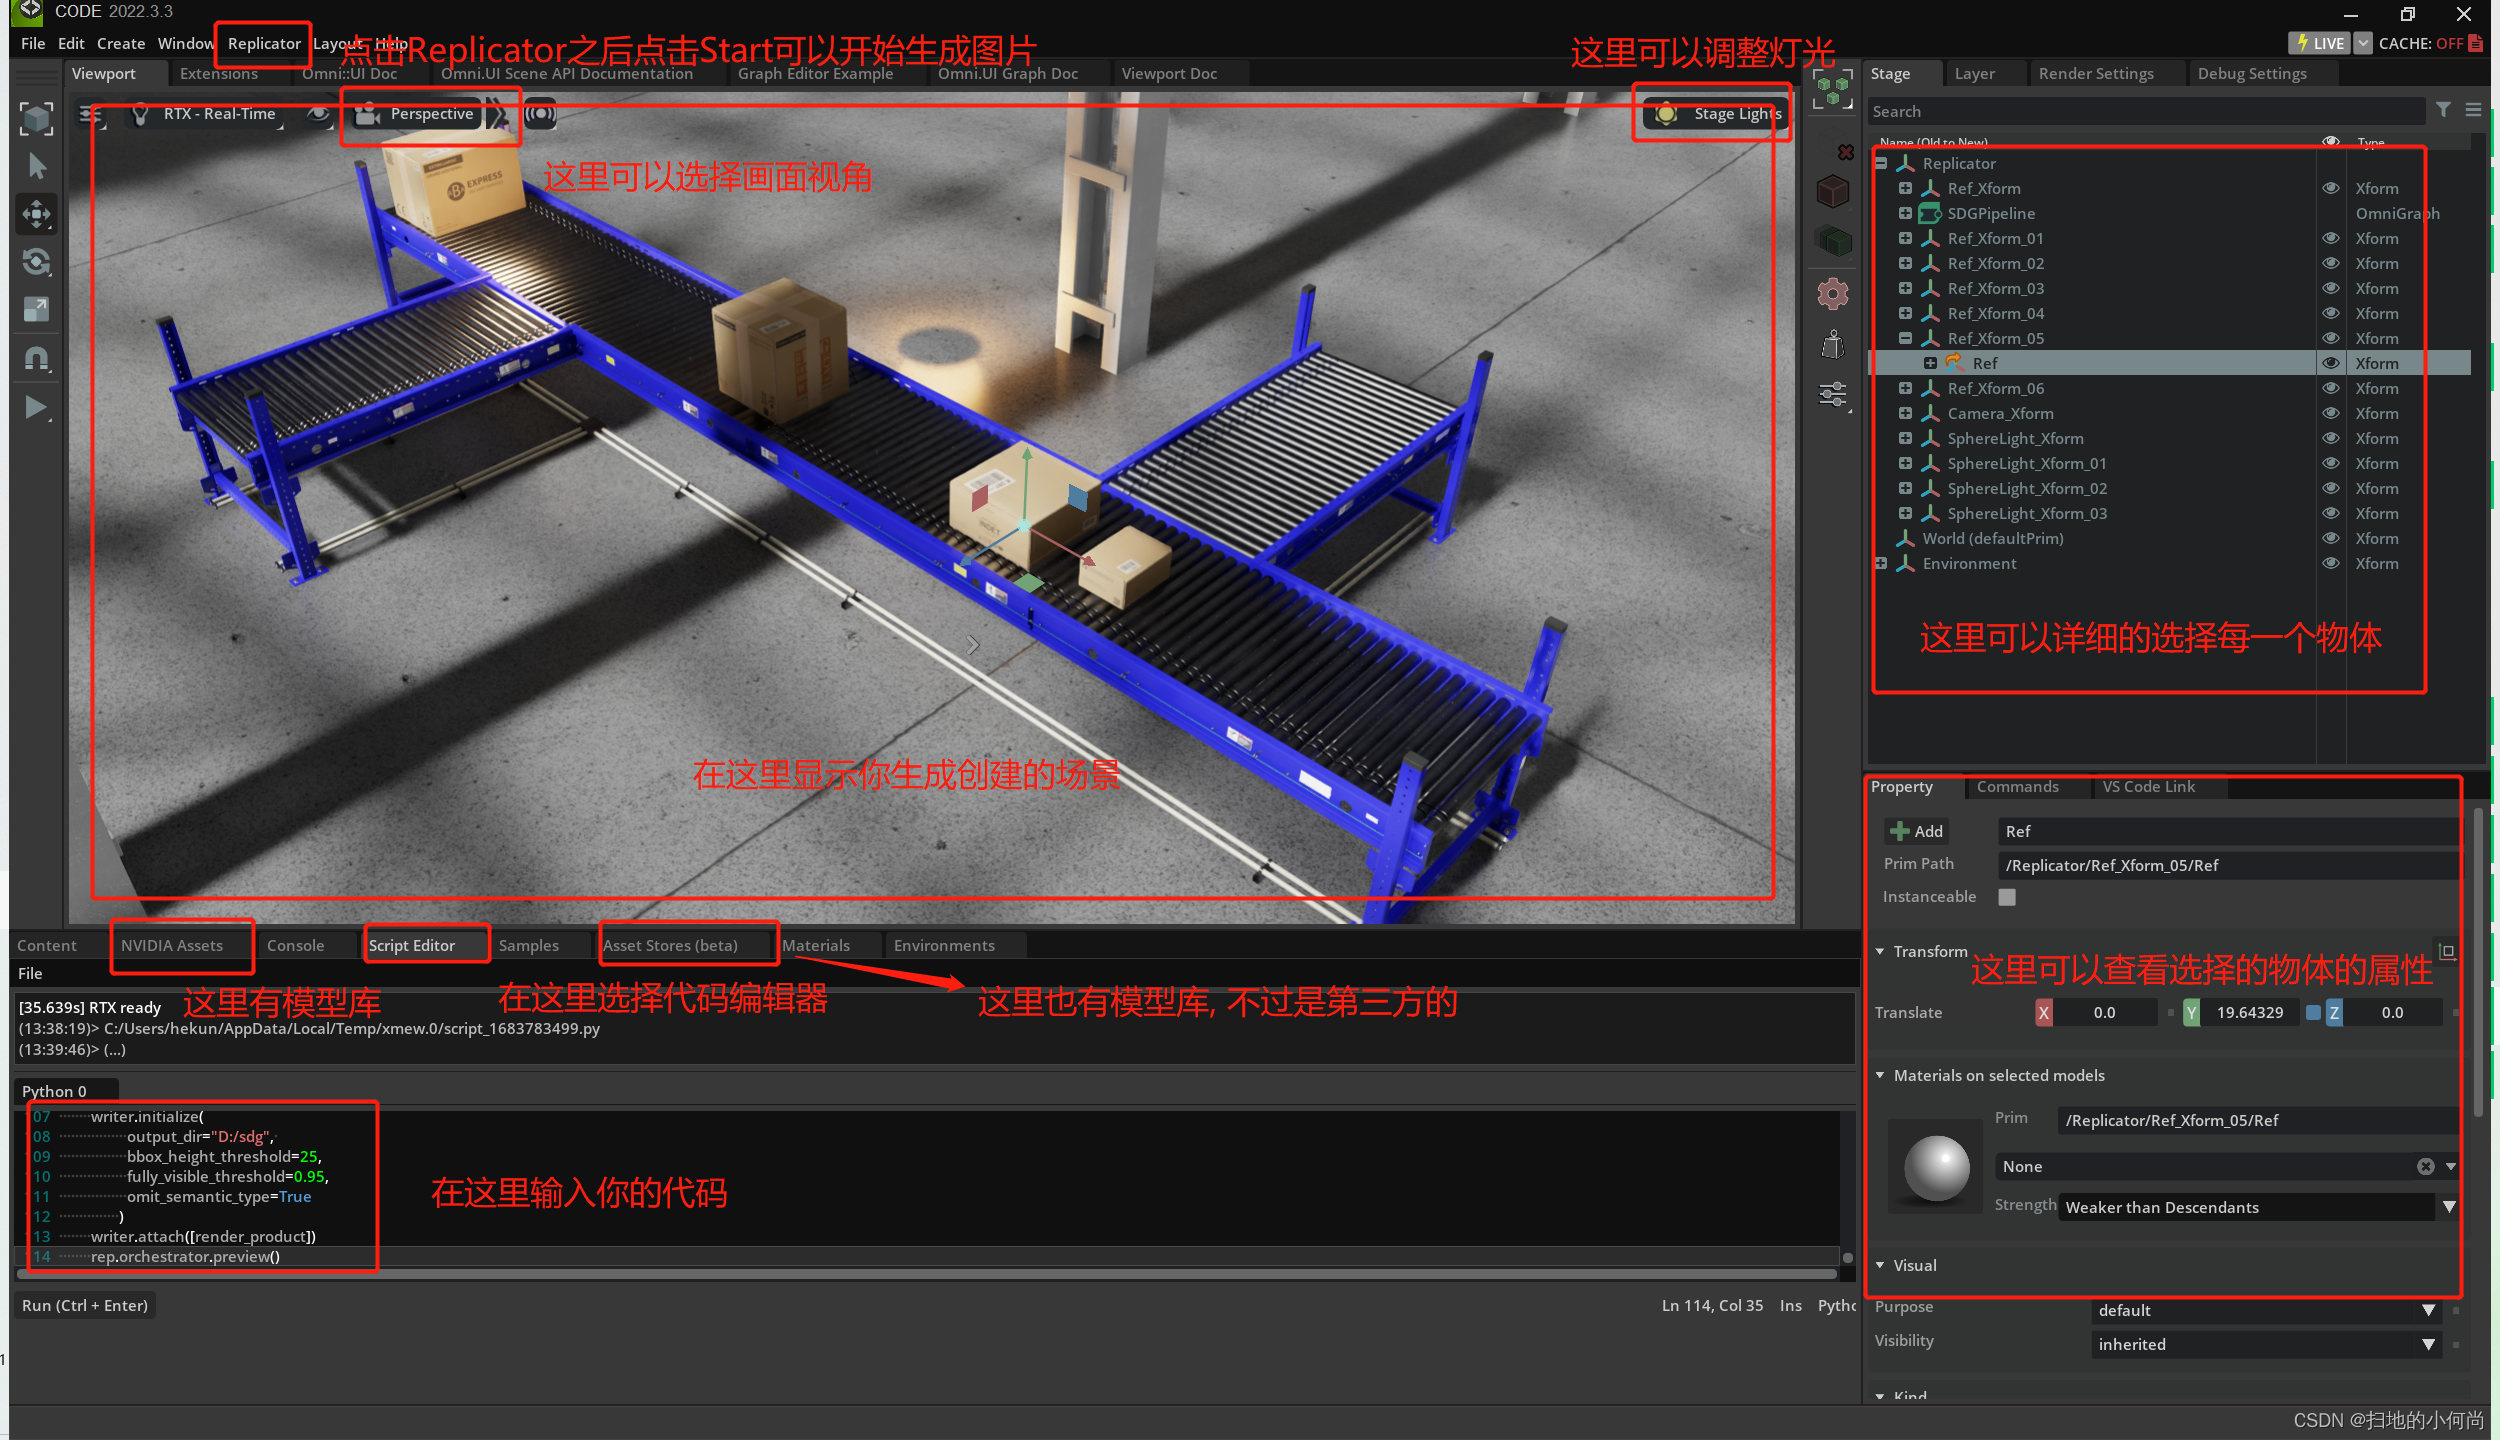 CODE 2022.3.3
File Edit Create Window Replicator Layout Help
点击Replicator之后点击Start可以开始生成图片
这里可以调整灯光
LIVE CACHE: OFF
Viewport Extensions Omni::UI Doc Omni.UI Scene API Documentation Graph Editor Example Omni.UI Graph Doc Viewport Doc
Stage Layer Render Settings Debug Settings
RTX - Real-Time Perspective Stage Lights
Search
这里可以选择画面视角
EXPRESS
Name (Old to New) Type
Replicator
Ref_Xform Xform
SDGPipeline OmniGraph
Ref_Xform_01 Xform
Ref_Xform_02 Xform
Ref_Xform_03 Xform
Ref_Xform_04 Xform
Ref_Xform_05 Xform
Ref Xform
Ref_Xform_06 Xform
Camera_Xform Xform
SphereLight_Xform Xform
SphereLight_Xform_01 Xform
SphereLight_Xform_02 Xform
SphereLight_Xform_03 Xform
World (defaultPrim) Xform
Environment Xform
这里可以详细的选择每一个物体
在这里显示你生成创建的场景
Property Commands VS Code Link
Add Ref
Prim Path /Replicator/Ref_Xform_05/Ref
Instanceable
Transform
这里可以查看选择的物体的属性
Translate X 0.0 Y 19.64329 Z 0.0
Materials on selected models
Prim /Replicator/Ref_Xform_05/Ref
None
Strength Weaker than Descendants
Visual
Purpose default
Visibility inherited
Kind
Content NVIDIA Assets Console Script Editor Samples Asset Stores (beta) Materials Environments
File
这里有模型库
在这里选择代码编辑器
这里也有模型库, 不过是第三方的
[35.639s] RTX ready
(13:38:19)> C:/Users/hekun/AppData/Local/Temp/xmew.0/script_1683783499.py
(13:39:46)> (...)
Python 0
07 writer.initialize(
08 output_dir="D:/sdg",
09 bbox_height_threshold=25,
10 fully_visible_threshold=0.95,
11 omit_semantic_type=True
12 )
13 writer.attach([render_product])
14 rep.orchestrator.preview()
在这里输入你的代码
Run (Ctrl + Enter)
Ln 114, Col 35 Ins Pythc
1
CSDN @扫地的小何尚